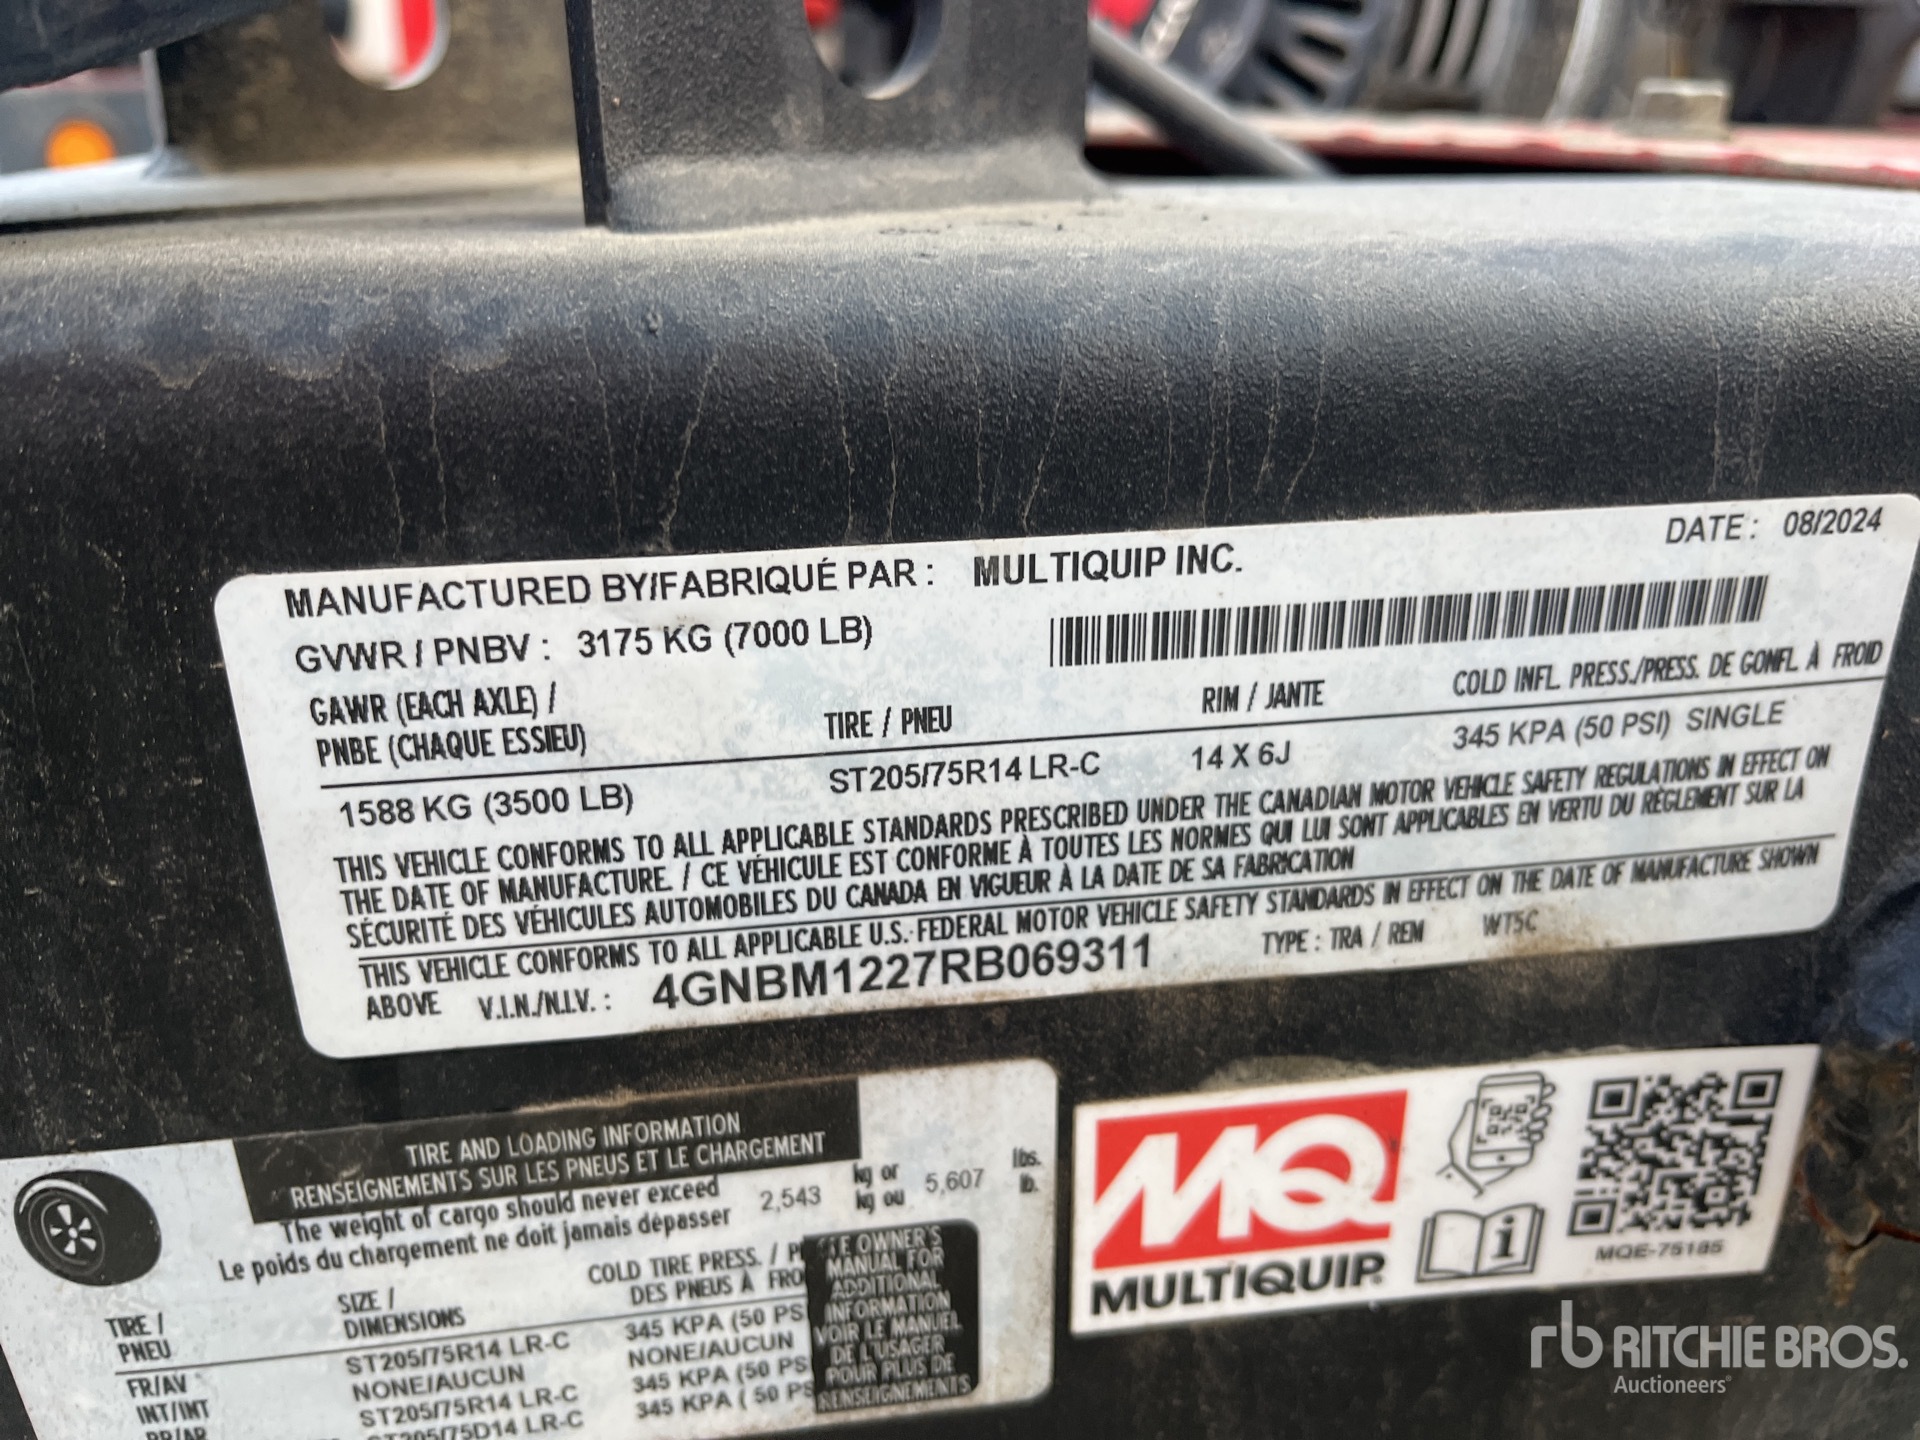 MANUFACTURED BY/FABRIQUÉ PAR : MULTIQUIP INC.
DATE : 08/2024
GVWR / PNBV : 3175 KG (7000 LB)
GAWR (EACH AXLE) /
PNBE (CHAQUE ESSIEU)
TIRE / PNEU
RIM / JANTE
COLD INFL. PRESS./PRESS. DE GONFL. À FROID
1588 KG (3500 LB)
ST205/75R14 LR-C
14 X 6J
345 KPA (50 PSI) SINGLE
THIS VEHICLE CONFORMS TO ALL APPLICABLE STANDARDS PRESCRIBED UNDER THE CANADIAN MOTOR VEHICLE SAFETY REGULATIONS IN EFFECT ON
THE DATE OF MANUFACTURE. / CE VÉHICULE EST CONFORME À TOUTES LES NORMES QUI LUI SONT APPLICABLES EN VERTU DU RÈGLEMENT SUR LA
SÉCURITÉ DES VÉHICULES AUTOMOBILES DU CANADA EN VIGUEUR À LA DATE DE SA FABRICATION
THIS VEHICLE CONFORMS TO ALL APPLICABLE U.S. FEDERAL MOTOR VEHICLE SAFETY STANDARDS IN EFFECT ON THE DATE OF MANUFACTURE SHOWN
ABOVE V.I.N./N.I.V. : 4GNBM1227RB069311 TYPE : TRA / REM WT5C
TIRE AND LOADING INFORMATION
RENSEIGNEMENTS SUR LES PNEUS ET LE CHARGEMENT
The weight of cargo should never exceed
Le poids du chargement ne doit jamais dépasser
2,543
kg or
kg ou
5,607
lbs.
lb.
TIRE /
PNEU
SIZE /
DIMENSIONS
COLD TIRE PRESS. /
DES PNEUS À
FR/AV
ST205/75R14 LR-C
345 KPA (50
INT/INT
NONE/AUCUN
NONE/AUCUN
ST205/75R14 LR-C
345 KPA (50
ST205/75D14 LR-C
345 KPA ( 50
OWNER'S
MANUAL FOR
ADDITIONAL
INFORMATION
VOIR LE MANUEL
DE L'USAGER
POUR PLUS DE
RENSEIGNEMENTS
MQ
MULTIQUIP
i
MQE-75185
rb RITCHIE BROS.
Auctioneers